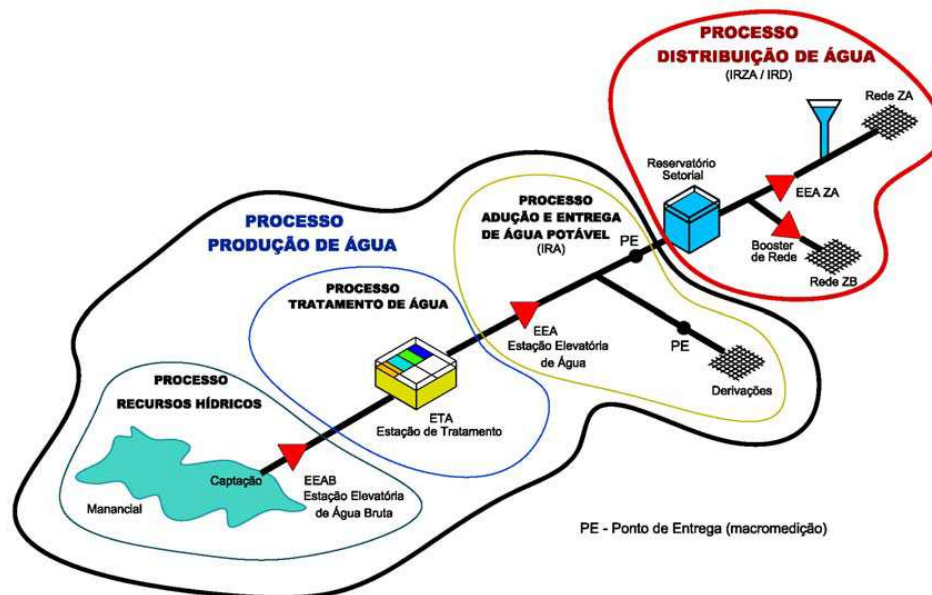 PROCESSO
DISTRIBUIÇÃO DE ÁGUA
(IRZA / IRD)
Rede ZA
Reservatório
Setorial
EEA ZA
Booster
de Rede
Rede ZB
PROCESSO
PRODUÇÃO DE ÁGUA
PROCESSO
ADUÇÃO E ENTREGA
DE ÁGUA POTÁVEL
(IRA)
PE
PROCESSO
TRATAMENTO DE ÁGUA
EEA
Estação Elevatória
de Água
PE
Derivações
PROCESSO
RECURSOS HÍDRICOS
ETA
Estação de Tratamento
Captação
Manancial
EEAB
Estação Elevatória
de Água Bruta
PE - Ponto de Entrega (macromedição)